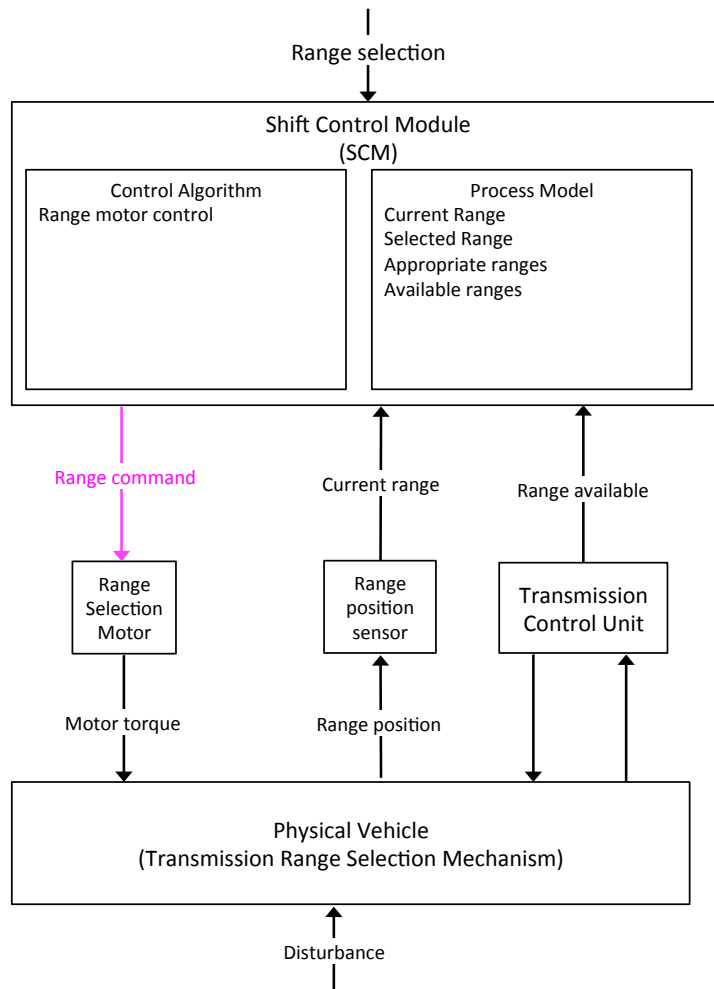 Range selection
Shift Control Module
(SCM)
Control Algorithm
Range motor control
Process Model
Current Range
Selected Range
Appropriate ranges
Available ranges
Range command
Current range
Range available
Range
Selection
Motor
Range
position
sensor
Transmission
Control Unit
Motor torque
Range position
Physical Vehicle
(Transmission Range Selection Mechanism)
Disturbance